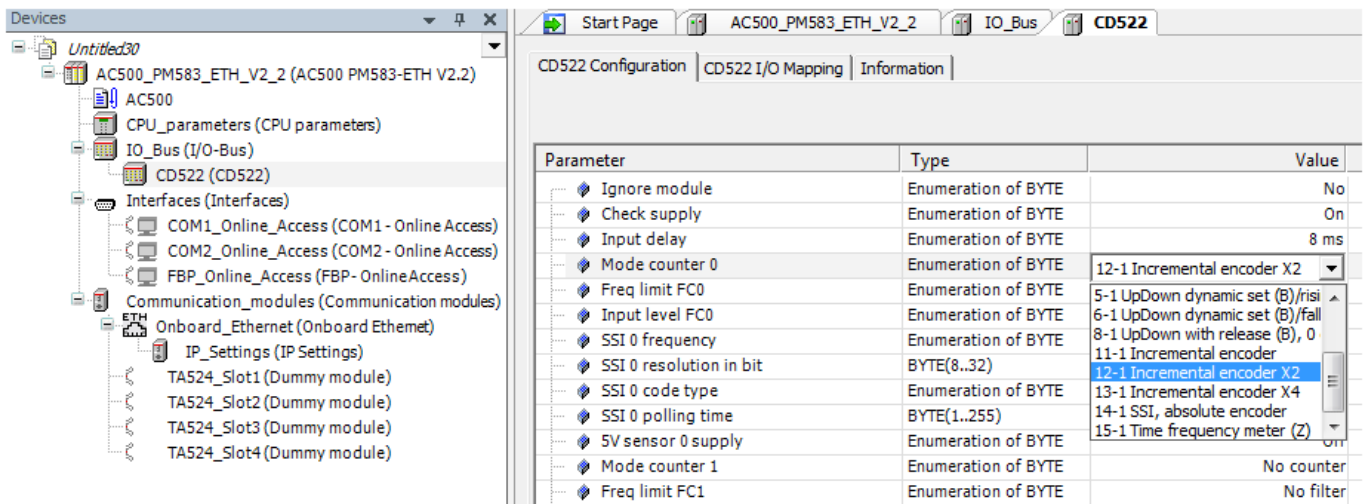 Devices
Untitled30
AC500_PM583_ETH_V2_2 (AC500 PM583-ETH V2.2)
AC500
CPU_parameters (CPU parameters)
IO_Bus (I/O-Bus)
CD522 (CD522)
Interfaces (Interfaces)
COM1_Online_Access (COM1 - Online Access)
COM2_Online_Access (COM2 - Online Access)
FBP_Online_Access (FBP- OnlineAccess)
Communication_modules (Communication modules)
ETH
Onboard_Ethernet (Onboard Ethernet)
IP_Settings (IP Settings)
TA524_Slot1 (Dummy module)
TA524_Slot2 (Dummy module)
TA524_Slot3 (Dummy module)
TA524_Slot4 (Dummy module)
Start Page AC500_PM583_ETH_V2_2 IO_Bus CD522
CD522 Configuration CD522 I/O Mapping Information
Parameter Type Value
Ignore module Enumeration of BYTE No
Check supply Enumeration of BYTE On
Input delay Enumeration of BYTE 8 ms
Mode counter 0 Enumeration of BYTE 12-1 Incremental encoder X2
Freq limit FC0 Enumeration of BYTE
Input level FC0 Enumeration of BYTE
SSI 0 frequency Enumeration of BYTE
SSI 0 resolution in bit BYTE(8..32)
SSI 0 code type Enumeration of BYTE
SSI 0 polling time BYTE(1..255)
5V sensor 0 supply Enumeration of BYTE
Mode counter 1 Enumeration of BYTE No counter
Freq limit FC1 Enumeration of BYTE No filter
5-1 UpDown dynamic set (B)/risi
6-1 UpDown dynamic set (B)/fall
8-1 UpDown with release (B), 0
11-1 Incremental encoder
12-1 Incremental encoder X2
13-1 Incremental encoder X4
14-1 SSI, absolute encoder
15-1 Time frequency meter (Z)